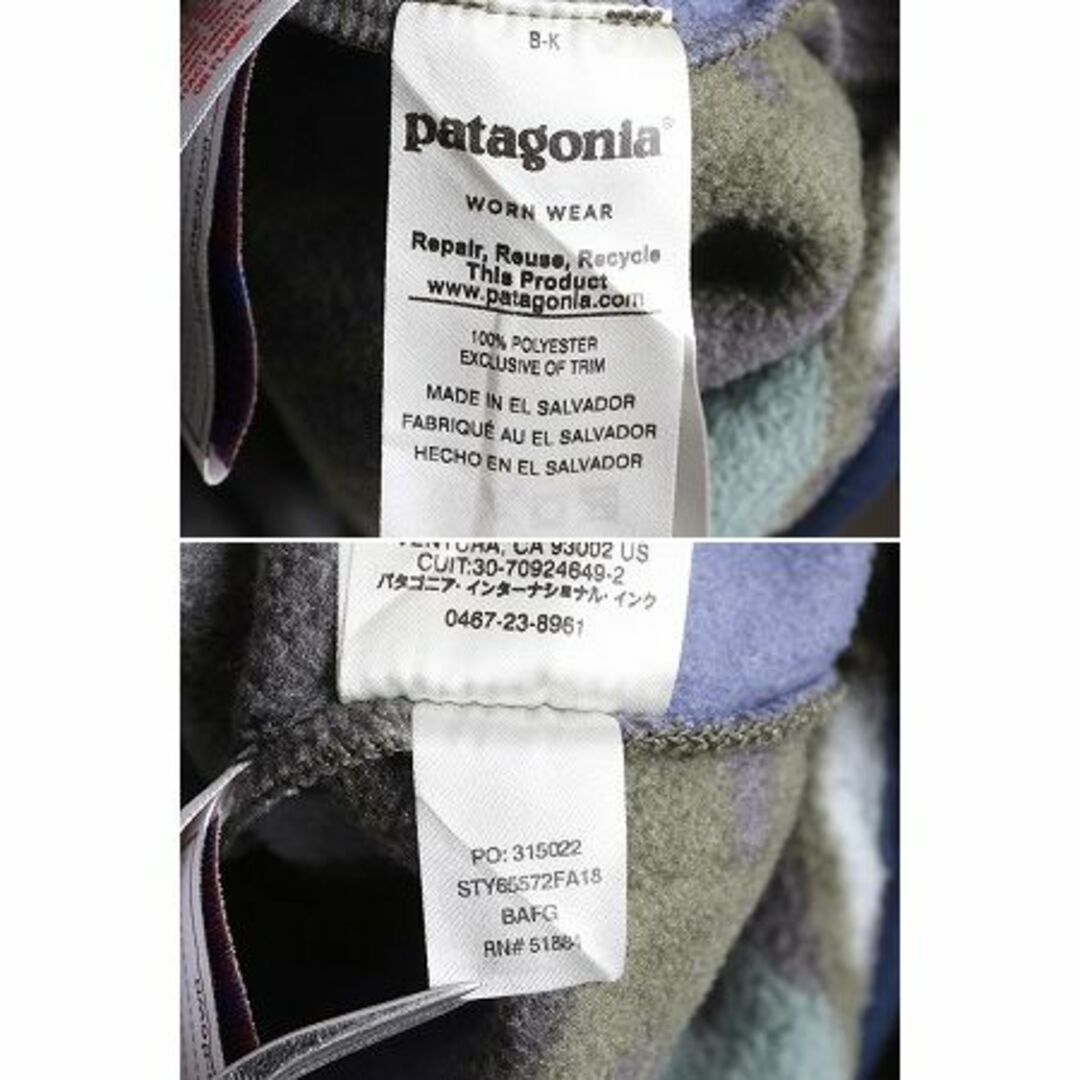 B-K
patagonia®
WORN WEAR
Repair, Reuse, Recycle
This Product
www.patagonia.com
100% POLYESTER
EXCLUSIVE OF TRIM
MADE IN EL SALVADOR
FABRIQUÉ AU EL SALVADOR
HECHO EN EL SALVADOR
VENTURA, CA 93002 US
CUIT:30-70924649-2
パタゴニア・インターナショナル・インク
0467-23-8961
PO: 315022
STY65572FA18
BAFG
RN# 51884